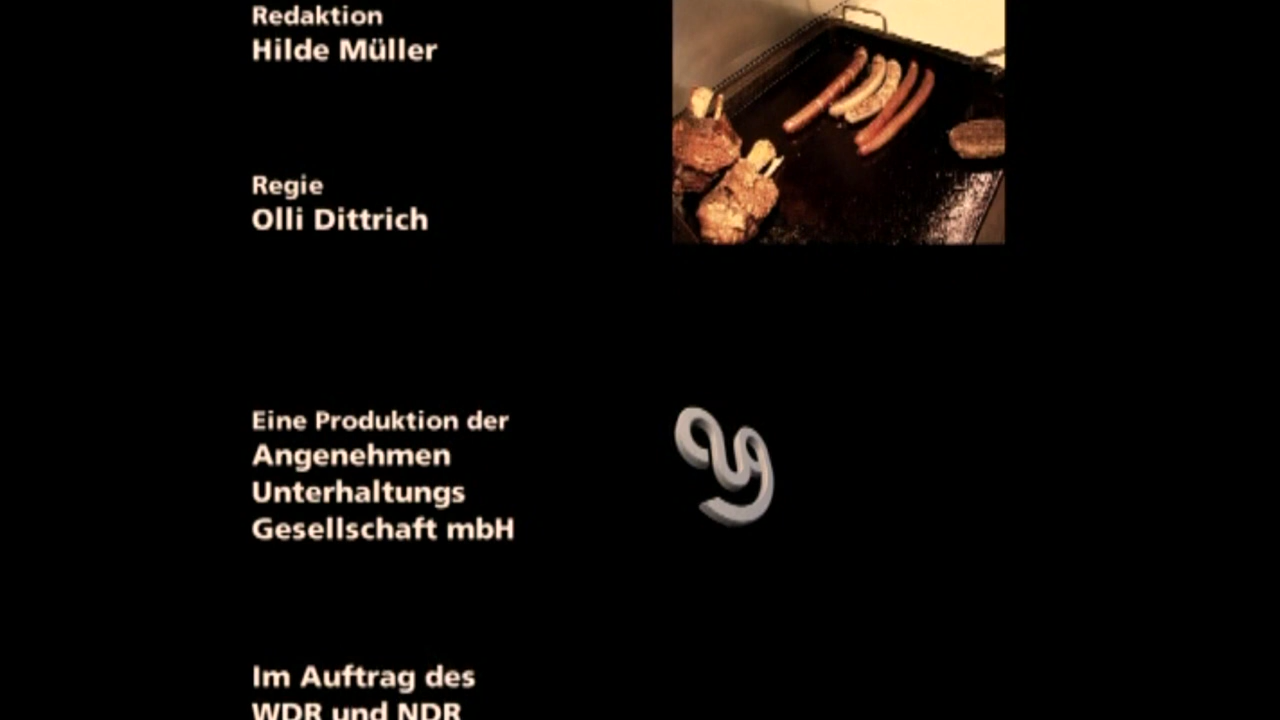 Redaktion
Hilde Müller
Regie
Olli Dittrich
Eine Produktion der
Angenehmen
Unterhaltungs
Gesellschaft mbH
Im Auftrag des
WDR und NDR